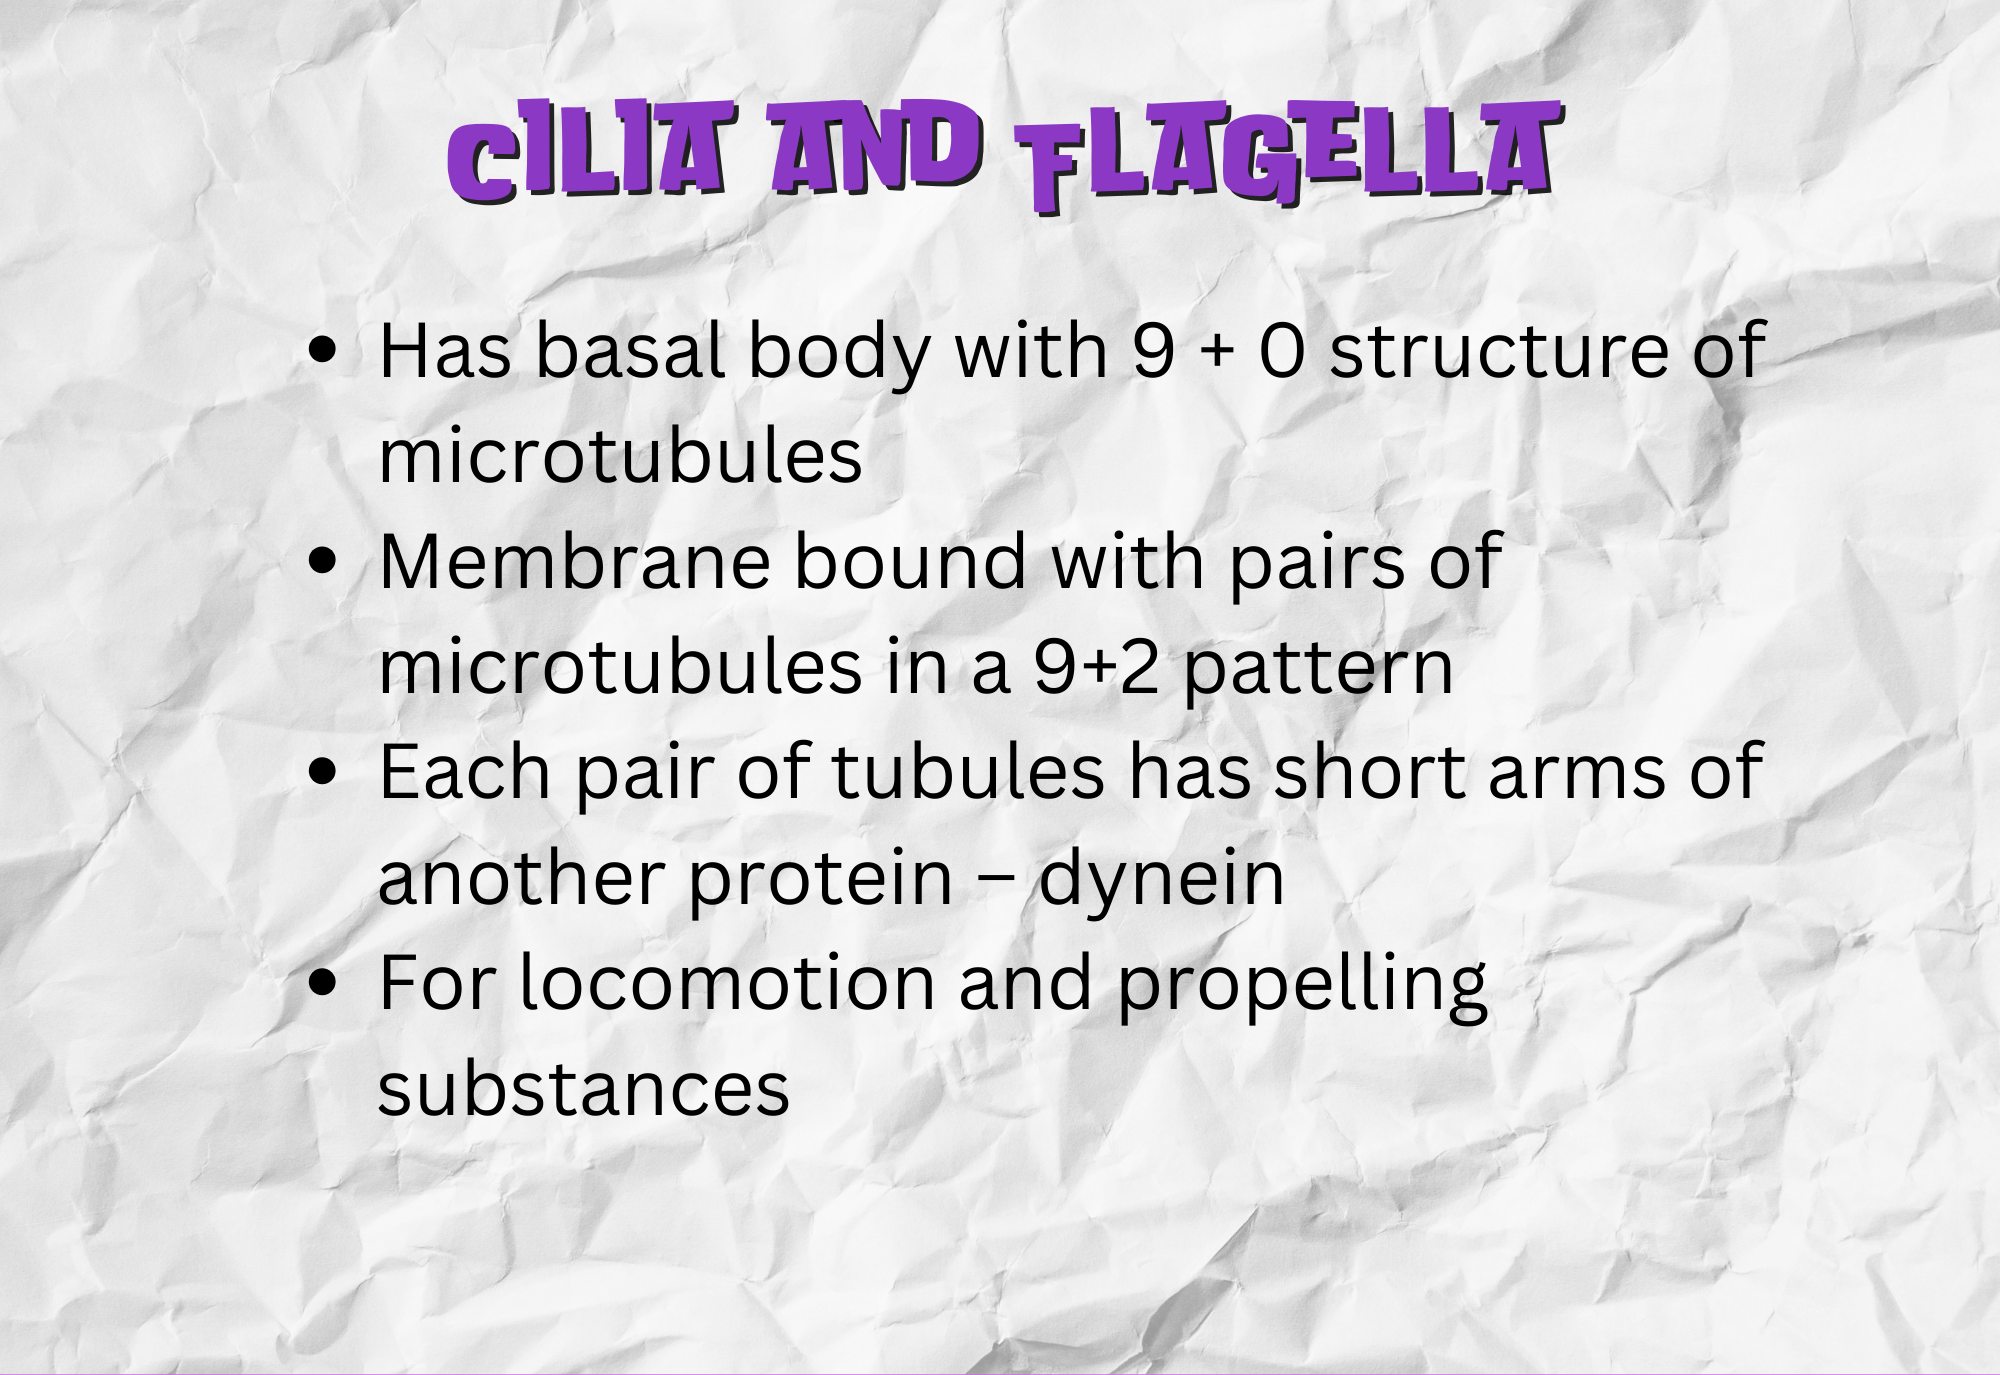 CILIA AND FLAGELLA
• Has basal body with 9 + 0 structure of
microtubules
• Membrane bound with pairs of
microtubules in a 9+2 pattern
• Each pair of tubules has short arms of
another protein – dynein
• For locomotion and propelling
substances